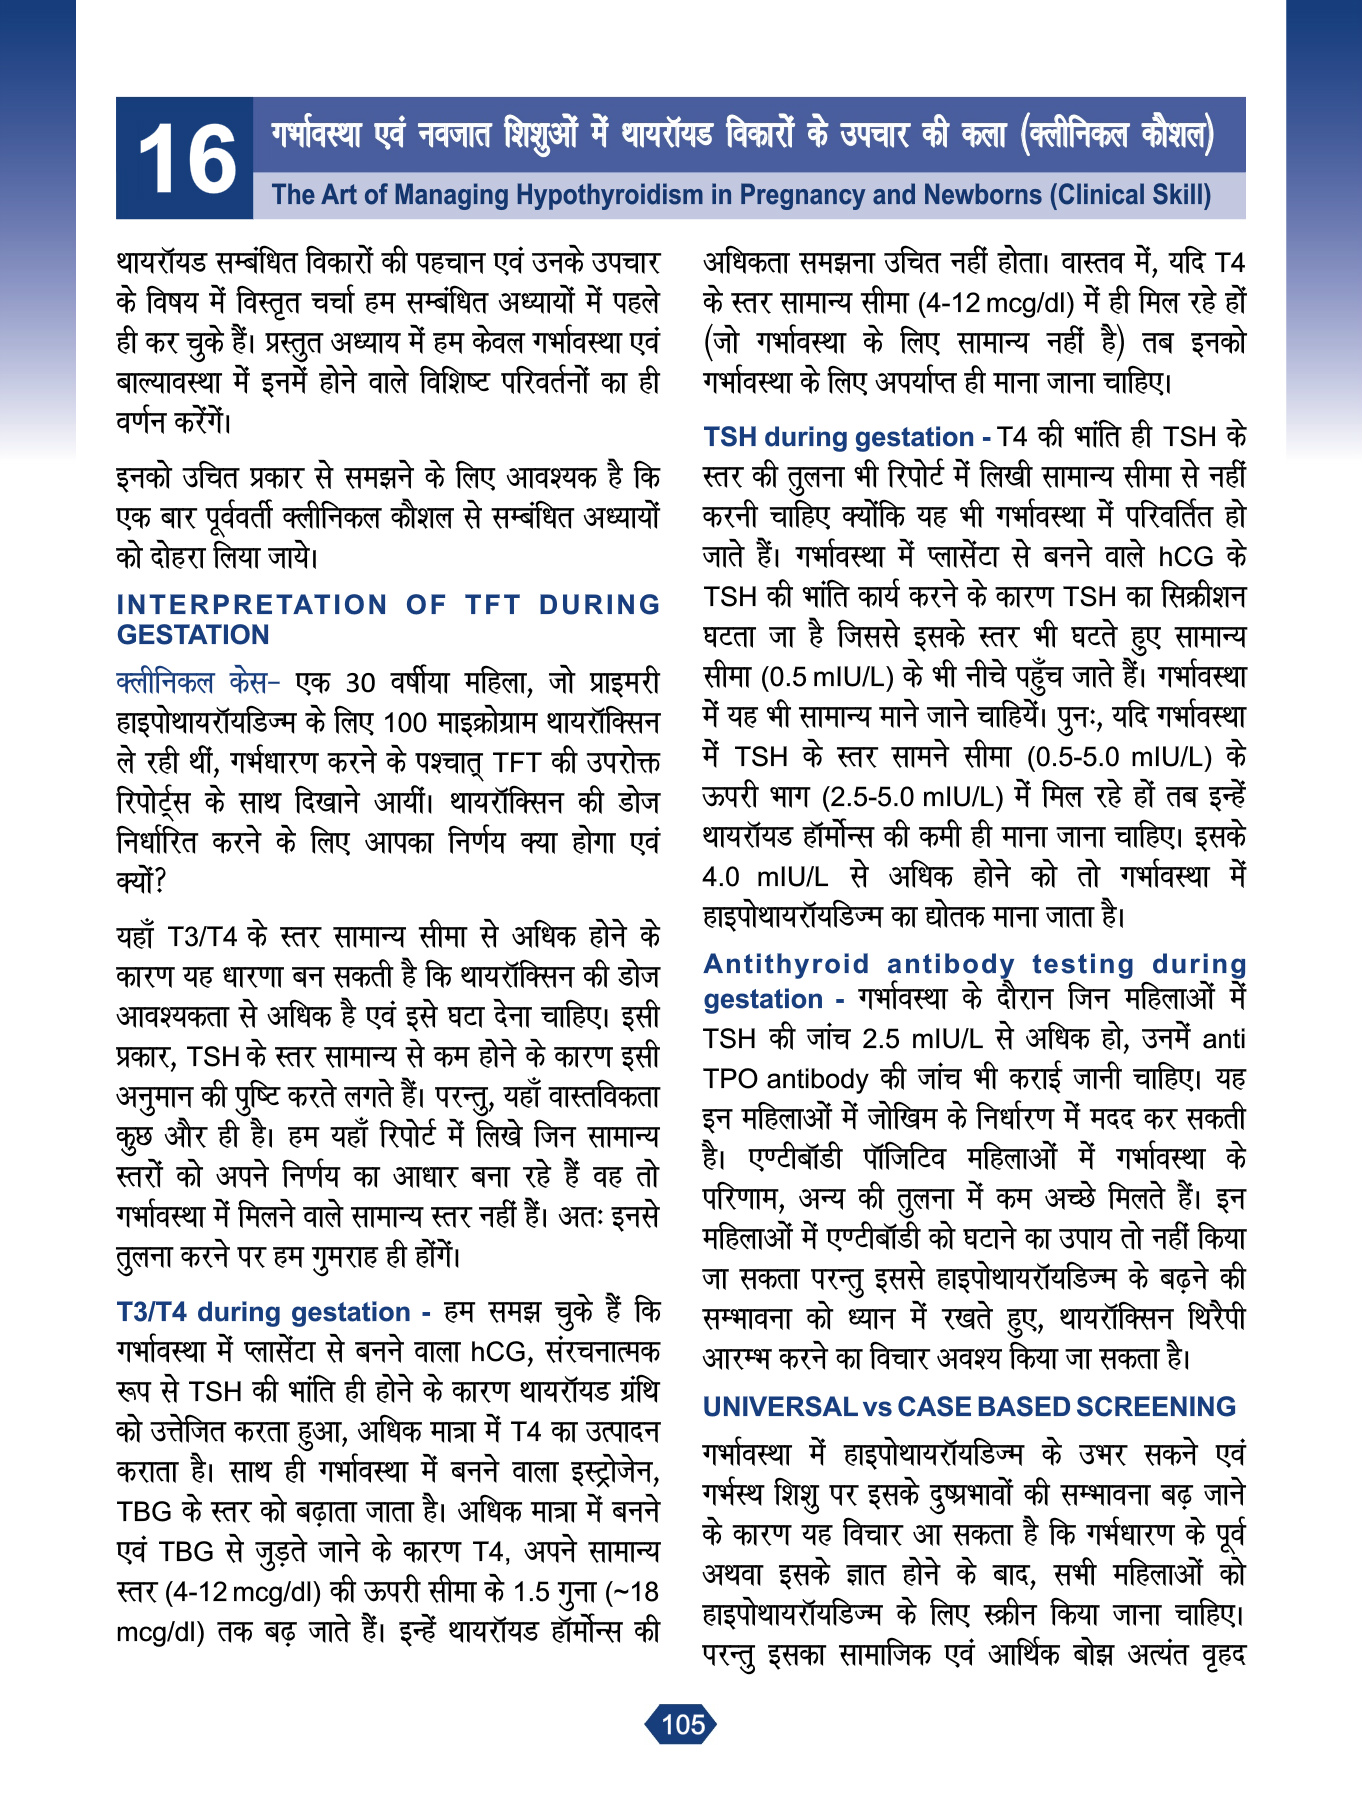 16
गर्भावस्था एवं नवजात शिशुओं में थायरॉयड विकारों के उपचार की कला (क्लीनिकल कौशल)
The Art of Managing Hypothyroidism in Pregnancy and Newborns (Clinical Skill)
थायरॉयड सम्बंधित विकारों की पहचान एवं उनके उपचार
के विषय में विस्तृत चर्चा हम सम्बंधित अध्यायों में पहले
ही कर चुके हैं। प्रस्तुत अध्याय में हम केवल गर्भावस्था एवं
बाल्यावस्था में इनमें होने वाले विशिष्ट परिवर्तनों का ही
वर्णन करेंगें।
इनको उचित प्रकार से समझने के लिए आवश्यक है कि
एक बार पूर्ववर्ती क्लीनिकल कौशल से सम्बंधित अध्यायों
को दोहरा लिया जाये।
INTERPRETATION OF TFT DURING
GESTATION
क्लीनिकल केस– एक 30 वर्षीया महिला, जो प्राइमरी
हाइपोथायरॉयडिज्म के लिए 100 माइक्रोग्राम थायरॉक्सिन
ले रही थीं, गर्भधारण करने के पश्चात् TFT की उपरोक्त
रिपोर्ट्स के साथ दिखाने आयीं। थायरॉक्सिन की डोज
निर्धारित करने के लिए आपका निर्णय क्या होगा एवं
क्यों?
यहाँ T3/T4 के स्तर सामान्य सीमा से अधिक होने के
कारण यह धारणा बन सकती है कि थायरॉक्सिन की डोज
आवश्यकता से अधिक है एवं इसे घटा देना चाहिए। इसी
प्रकार, TSH के स्तर सामान्य से कम होने के कारण इसी
अनुमान की पुष्टि करते लगते हैं। परन्तु, यहाँ वास्तविकता
कुछ और ही है। हम यहाँ रिपोर्ट में लिखे जिन सामान्य
स्तरों को अपने निर्णय का आधार बना रहे हैं वह तो
गर्भावस्था में मिलने वाले सामान्य स्तर नहीं हैं। अतः इनसे
तुलना करने पर हम गुमराह ही होंगें।
T3/T4 during gestation - हम समझ चुके हैं कि
गर्भावस्था में प्लासेंटा से बनने वाला hCG, संरचनात्मक
रूप से TSH की भांति ही होने के कारण थायरॉयड ग्रंथि
को उत्तेजित करता हुआ, अधिक मात्रा में T4 का उत्पादन
कराता है। साथ ही गर्भावस्था में बनने वाला इस्ट्रोजेन,
TBG के स्तर को बढ़ाता जाता है। अधिक मात्रा में बनने
एवं TBG से जुड़ते जाने के कारण T4, अपने सामान्य
स्तर (4-12 mcg/dl) की ऊपरी सीमा के 1.5 गुना (~18
mcg/dl) तक बढ़ जाते हैं। इन्हें थायरॉयड हॉर्मोन्स की
अधिकता समझना उचित नहीं होता। वास्तव में, यदि T4
के स्तर सामान्य सीमा (4-12 mcg/dl) में ही मिल रहे हों
(जो गर्भावस्था के लिए सामान्य नहीं है) तब इनको
गर्भावस्था के लिए अपर्याप्त ही माना जाना चाहिए।
TSH during gestation - T4 की भांति ही TSH के
स्तर की तुलना भी रिपोर्ट में लिखी सामान्य सीमा से नहीं
करनी चाहिए क्योंकि यह भी गर्भावस्था में परिवर्तित हो
जाते हैं। गर्भावस्था में प्लासेंटा से बनने वाले hCG के
TSH की भांति कार्य करने के कारण TSH का सिक्रीशन
घटता जा है जिससे इसके स्तर भी घटते हुए सामान्य
सीमा (0.5 mIU/L) के भी नीचे पहुँच जाते हैं। गर्भावस्था
में यह भी सामान्य माने जाने चाहियें। पुनः, यदि गर्भावस्था
में TSH के स्तर सामने सीमा (0.5-5.0 mIU/L) के
ऊपरी भाग (2.5-5.0 mIU/L) में मिल रहे हों तब इन्हें
थायरॉयड हॉर्मोन्स की कमी ही माना जाना चाहिए। इसके
4.0 mIU/L से अधिक होने को तो गर्भावस्था में
हाइपोथायरॉयडिज्म का द्योतक माना जाता है।
Antithyroid antibody testing during
gestation - गर्भावस्था के दौरान जिन महिलाओं में
TSH की जांच 2.5 mIU/L से अधिक हो, उनमें anti
TPO antibody की जांच भी कराई जानी चाहिए। यह
इन महिलाओं में जोखिम के निर्धारण में मदद कर सकती
है। एण्टीबॉडी पॉजिटिव महिलाओं में गर्भावस्था के
परिणाम, अन्य की तुलना में कम अच्छे मिलते हैं। इन
महिलाओं में एण्टीबॉडी को घटाने का उपाय तो नहीं किया
जा सकता परन्तु इससे हाइपोथायरॉयडिज्म के बढ़ने की
सम्भावना को ध्यान में रखते हुए, थायरॉक्सिन थिरैपी
आरम्भ करने का विचार अवश्य किया जा सकता है।
UNIVERSAL vs CASE BASED SCREENING
गर्भावस्था में हाइपोथायरॉयडिज्म के उभर सकने एवं
गर्भस्थ शिशु पर इसके दुष्प्रभावों की सम्भावना बढ़ जाने
के कारण यह विचार आ सकता है कि गर्भधारण के पूर्व
अथवा इसके ज्ञात होने के बाद, सभी महिलाओं को
हाइपोथायरॉयडिज्म के लिए स्क्रीन किया जाना चाहिए।
परन्तु इसका सामाजिक एवं आर्थिक बोझ अत्यंत वृहद
105